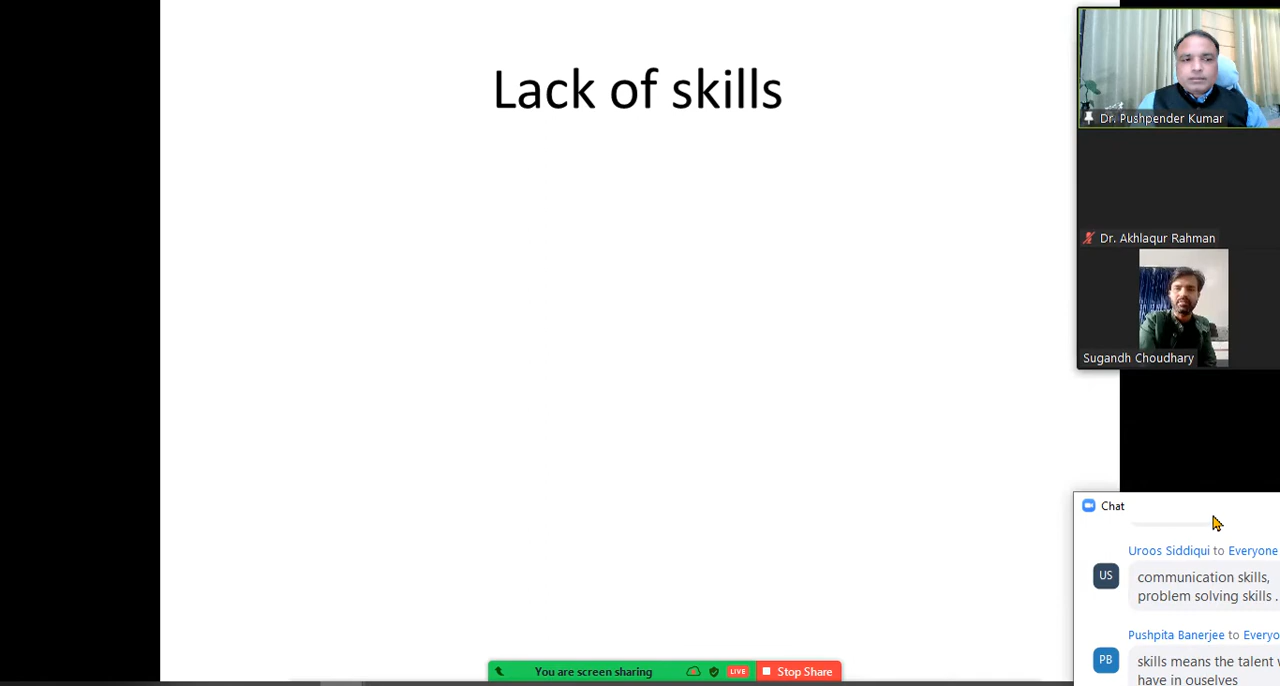 Lack of skills
Dr. Pushpender Kumar
Dr. Akhlaqur Rahman
Sugandh Choudhary
Chat
Uroos Siddiqui to Everyone
US
communication skills,
problem solving skills .
Pushpita Banerjee to Everyo
PB
skills means the talent
have in ouselves
You are screen sharing
LIVE
Stop Share